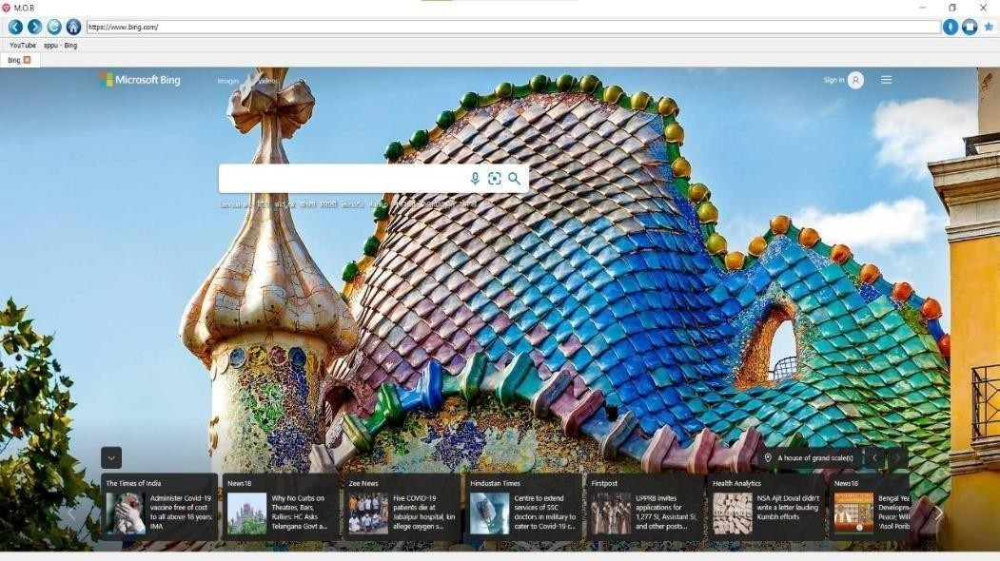 M.O.B
https://www.bing.com/
YouTube sppu - Bing
Bing
Microsoft Bing Images Videos Sign in
हिंदी বাংলা मराठी
A house of grand scale(s)
The Times of India
Administer Covid-19
vaccine free of cost
to all above 18 years:
IMA
News18
Why No Curbs on
Theatres, Bars,
Rallies: HC Asks
Telangana Govt a...
Zee News
Five COVID-19
patients die at
Jabalpur hospital, kin
allege oxygen s...
Hindustan Times
Centre to extend
services of SSC
doctors in military to
cater to Covid-19 c...
Firstpost
UPPRB invites
applications for
1,277 SI, Assistant SI,
and other posts...
Health Analytics
NSA Ajit Doval didn't
write a letter lauding
Kumbh efforts
News18
Bengal Yea
Developm
Peace; Will
'Asol Porib